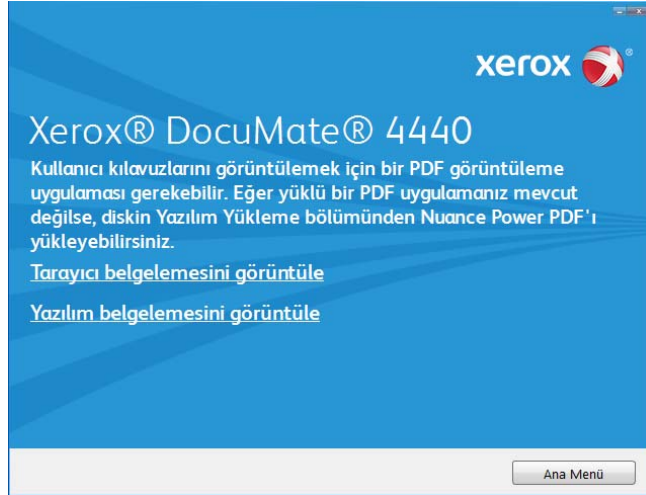 xerox ®
Xerox® DocuMate® 4440
Kullanıcı kılavuzlarını görüntülemek için bir PDF görüntüleme
uygulaması gerekebilir. Eğer yüklü bir PDF uygulamanız mevcut
değilse, diskin Yazılım Yükleme bölümünden Nuance Power PDF'ı
yükleyebilirsiniz.
Tarayıcı belgelemesini görüntüle
Yazılım belgelemesini görüntüle
Ana Menü